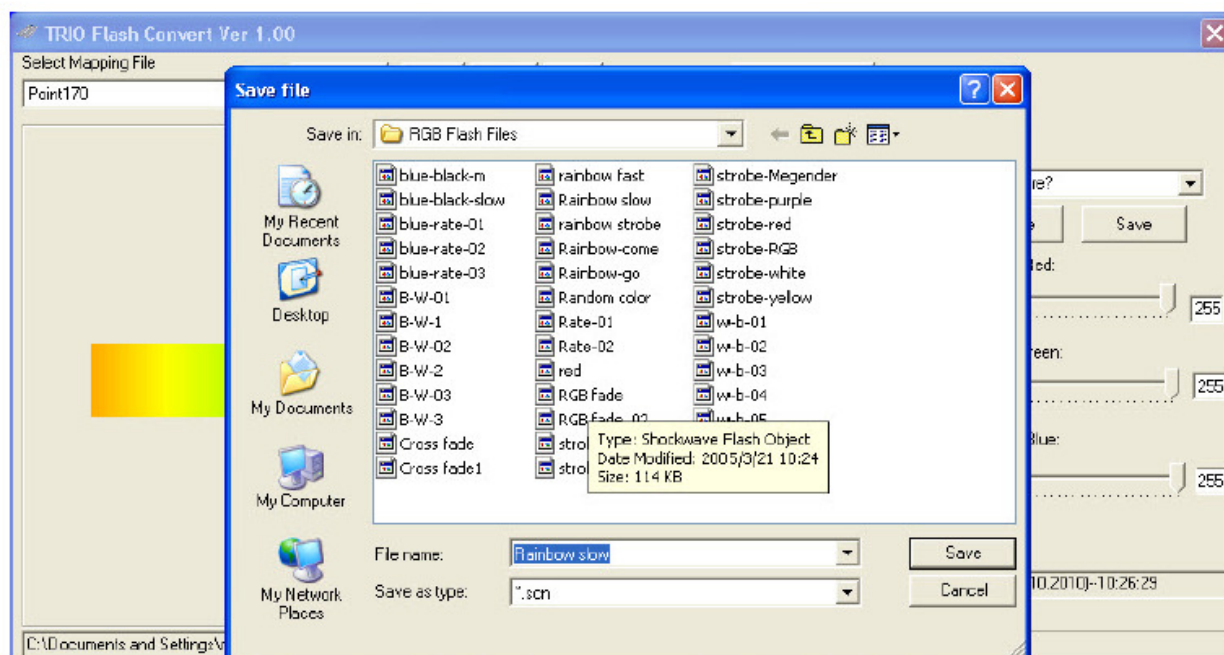 TRIO Flash Convert Ver 1.00
Select Mapping File
Point170
Save file
Save in:
RGB Flash Files
My Recent Documents
Desktop
My Documents
My Computer
My Network Places
blue-black-m
blue-black-slow
blue-rate-01
blue-rate-02
blue-rate-03
B-W-01
B-W-1
B-W-02
B-W-2
B-W-03
B-W-3
Cross fade
Cross fade1
rainbow fast
Rainbow slow
rainbow strobe
Rainbow-come
Rainbow-go
Random color
Rate-01
Rate-02
red
RGB fade
RGB fade_02
strobe-Megender
strobe-purple
strobe-red
strobe-RGB
strobe-white
strobe-yellow
w-b-01
w-b-02
w-b-03
w-b-04
w-b-05
Type: Shockwave Flash Object
Date Modified: 2005/3/21 10:24
Size: 114 KB
File name:
Rainbow slow
Save
Save as type:
*.scn
Cancel
re?
Save
255
255
255
10.2010)--10:26:29
C:\Documents and Settings\